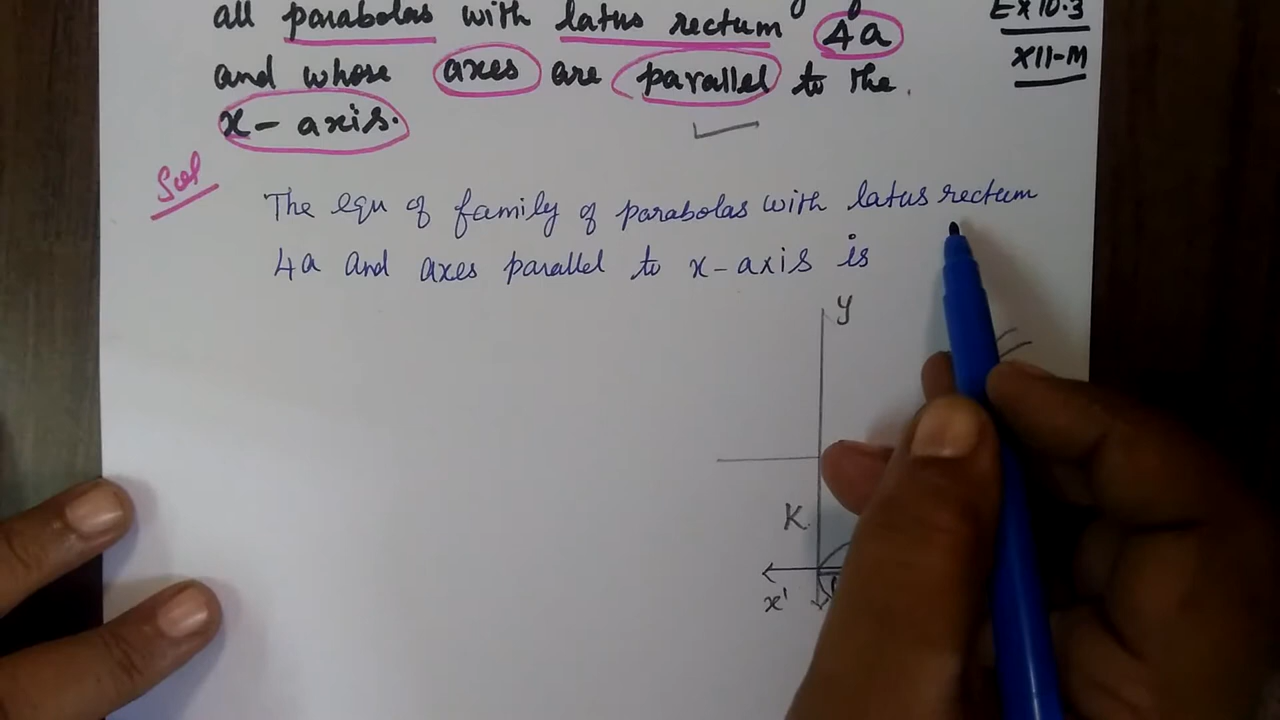 all parabolas with latus rectum 4a
and whose axes are parallel to the
x-axis.
Ex 10.3
XII-M
Sol
The equ of family of parabolas with latus rectum
4a and axes parallel to x-axis is
y
K
x'